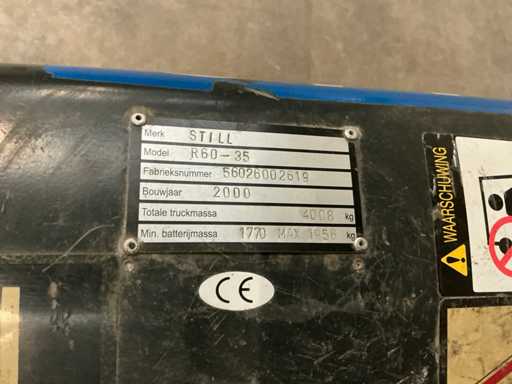 Merk STILL
Model R60-35
Fabrieksnummer 56026002619
Bouwjaar 2000
Totale truckmassa 4008 kg
Min. batterijmassa 1770 MAX 1958 kg
CE
WAARSCHUWING